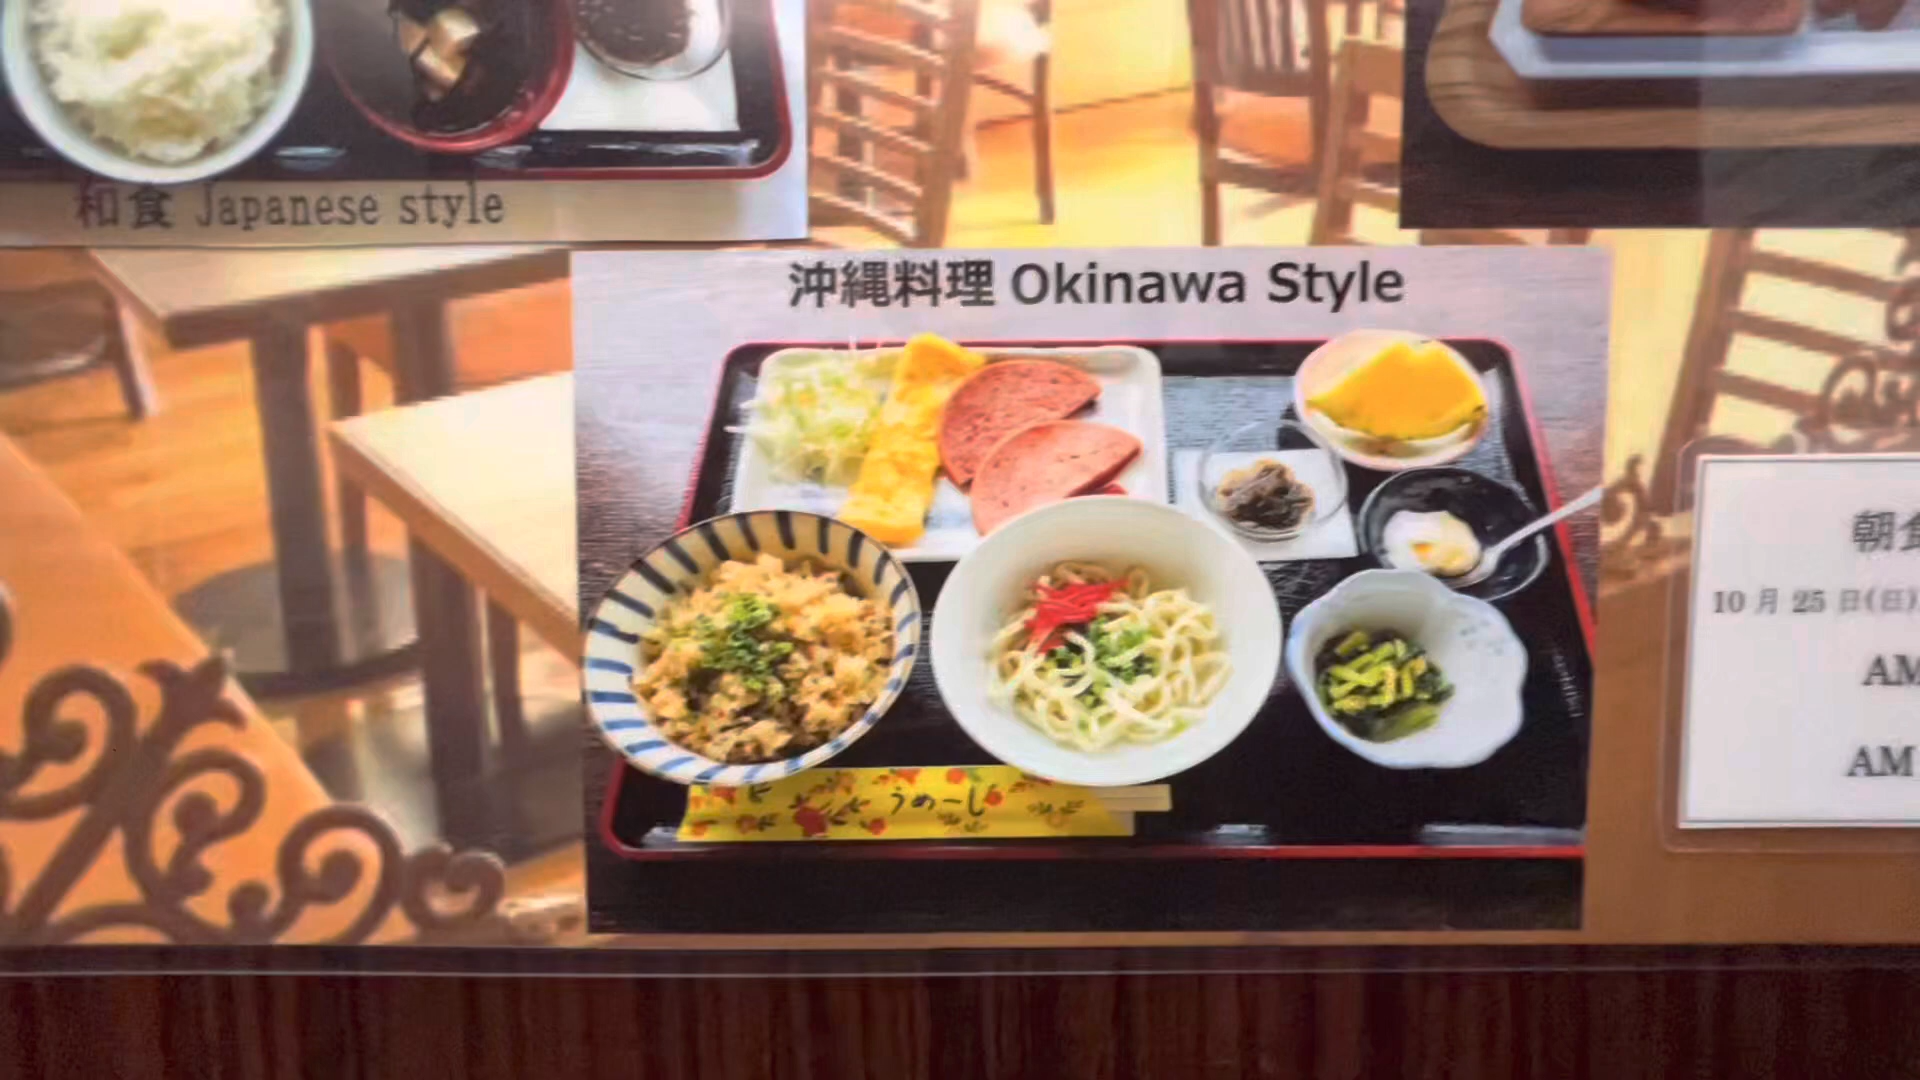 和食 Japanese style
沖縄料理 Okinawa Style
うめーし
朝食
10 月 25 日(日)
AM
AM